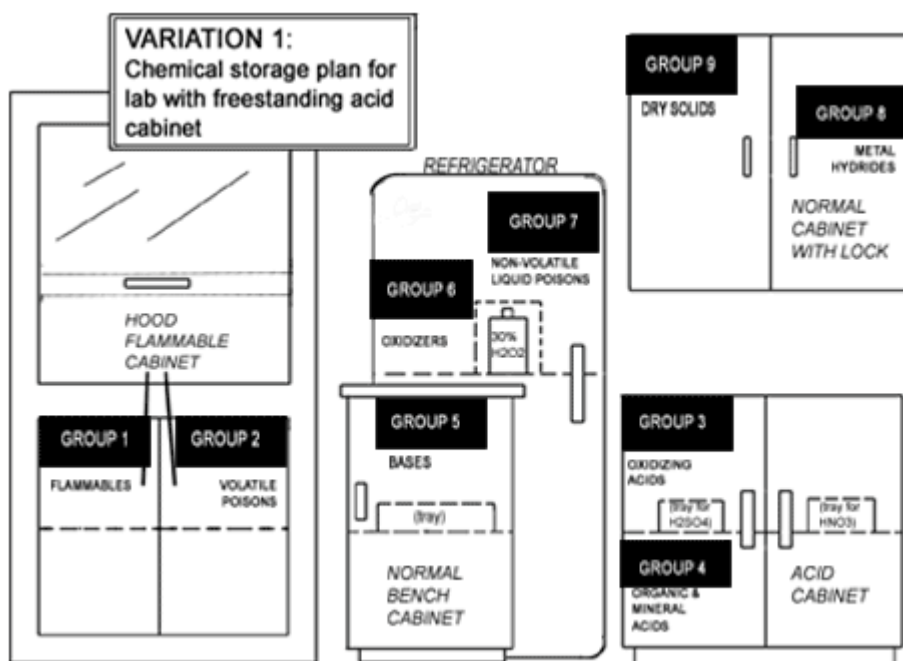 VARIATION 1:
Chemical storage plan for
lab with freestanding acid
cabinet
HOOD
FLAMMABLE
CABINET
GROUP 1
FLAMMABLES
GROUP 2
VOLATILE
POISONS
REFRIGERATOR
GROUP 7
NON-VOLATILE
LIQUID POISONS
GROUP 6
OXIDIZERS
30%
H2O2
GROUP 5
BASES
(tray)
NORMAL
BENCH
CABINET
GROUP 9
DRY SOLIDS
GROUP 8
METAL
HYDRIDES
NORMAL
CABINET
WITH LOCK
GROUP 3
OXIDIZING
ACIDS
(tray for
H2SO4)
(tray for
HNO3)
GROUP 4
ORGANIC &
MINERAL
ACIDS
ACID
CABINET